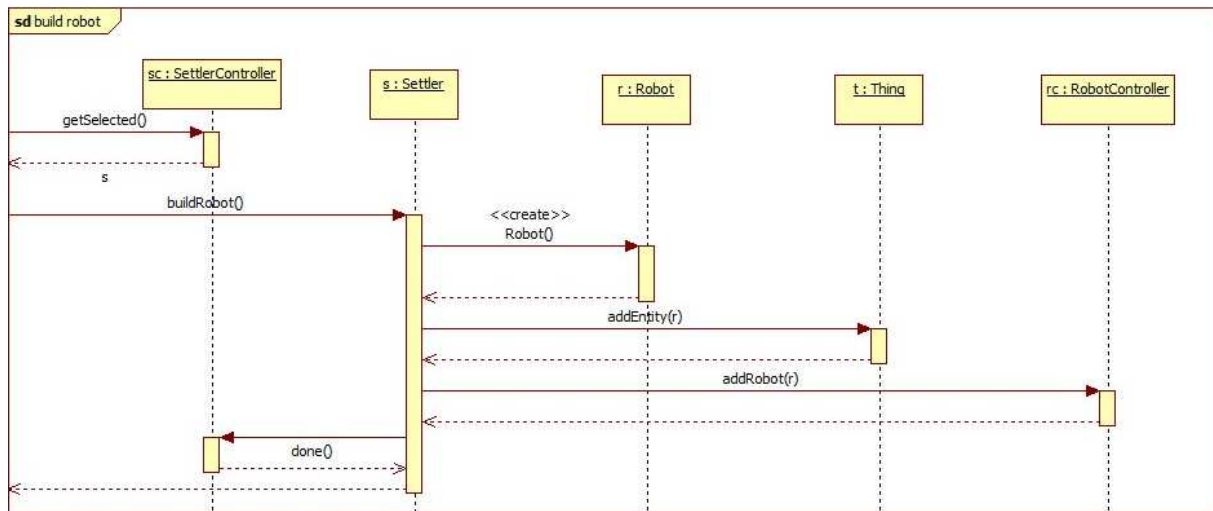 sd build robot
sc : SettlerController
s : Settler
r : Robot
t : Thing
rc : RobotController
getSelected()
s
buildRobot()
<<create>>
Robot()
addEntity(r)
addRobot(r)
done()